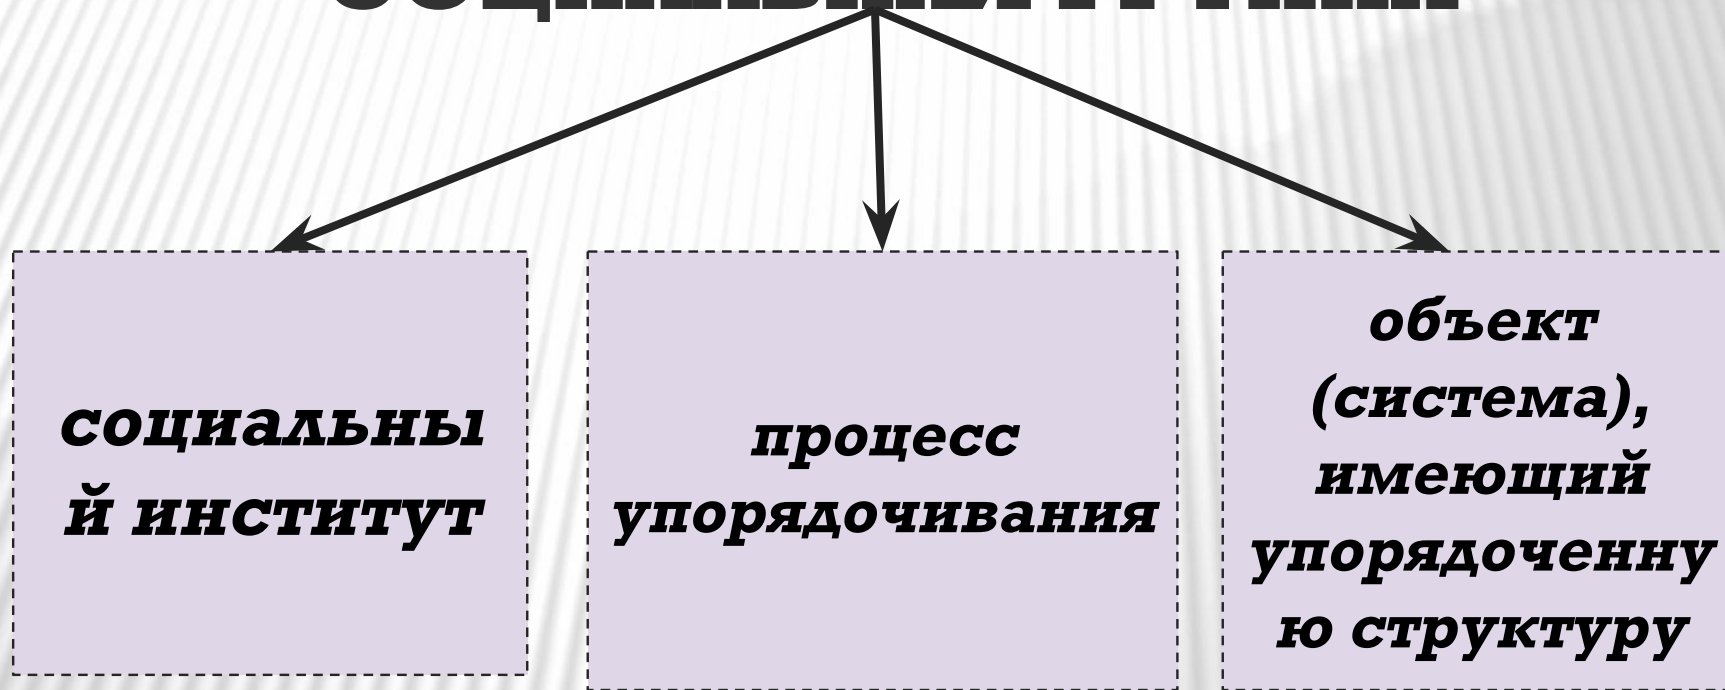 социальны
й институт
процесс
упорядочивания
объект
(система),
имеющий
упорядоченну
ю структуру